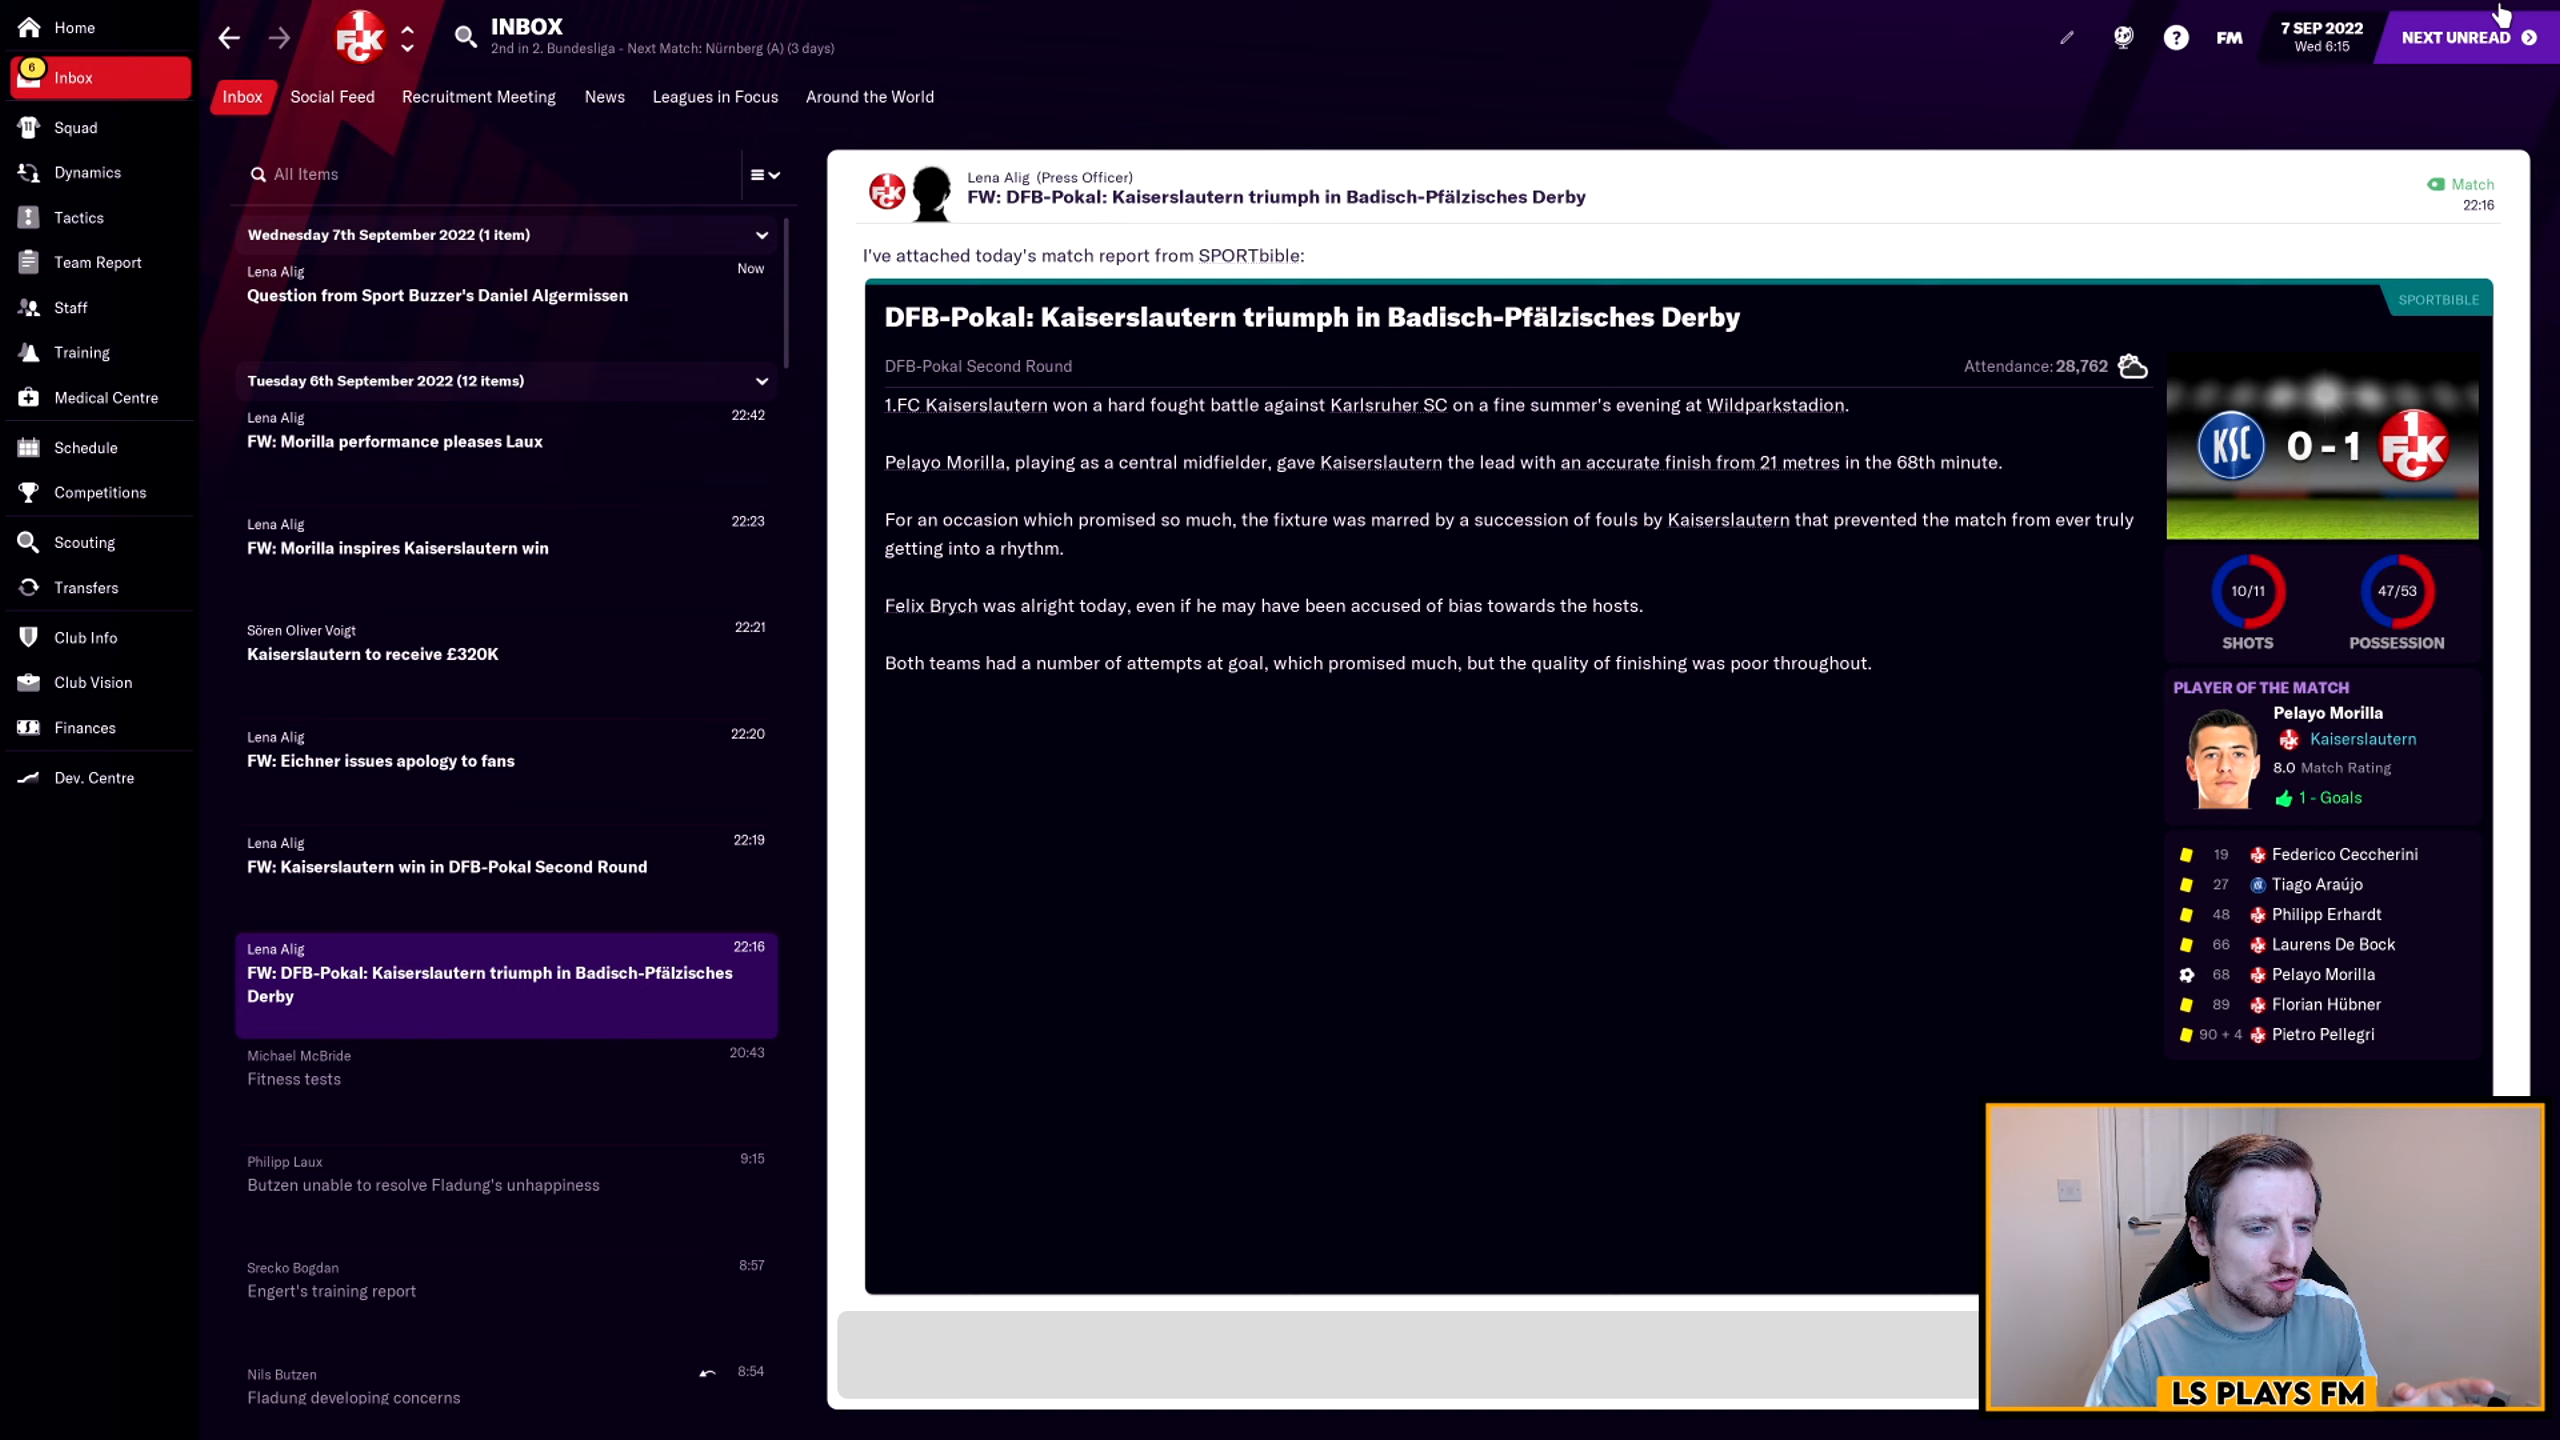 Home
6
Inbox
Squad
Dynamics
Tactics
Team Report
Staff
Training
Medical Centre
Schedule
Competitions
Scouting
Transfers
Club Info
Club Vision
Finances
Dev. Centre
INBOX
2nd in 2. Bundesliga - Next Match: Nürnberg (A) (3 days)
FM
7 SEP 2022
Wed 6:15
NEXT UNREAD
Inbox
Social Feed
Recruitment Meeting
News
Leagues in Focus
Around the World
All Items
Wednesday 7th September 2022 (1 item)
Lena Alig
Now
Question from Sport Buzzer's Daniel Algermissen
Tuesday 6th September 2022 (12 items)
Lena Alig
22:42
FW: Morilla performance pleases Laux
Lena Alig
22:23
FW: Morilla inspires Kaiserslautern win
Sören Oliver Voigt
22:21
Kaiserslautern to receive £320K
Lena Alig
22:20
FW: Eichner issues apology to fans
Lena Alig
22:19
FW: Kaiserslautern win in DFB-Pokal Second Round
Lena Alig
22:16
FW: DFB-Pokal: Kaiserslautern triumph in Badisch-Pfälzisches
Derby
Michael McBride
20:43
Fitness tests
Philipp Laux
9:15
Butzen unable to resolve Fladung's unhappiness
Srecko Bogdan
8:57
Engert's training report
Nils Butzen
8:54
Fladung developing concerns
Lena Alig (Press Officer)
FW: DFB-Pokal: Kaiserslautern triumph in Badisch-Pfälzisches Derby
Match
22:16
I've attached today's match report from SPORTbible:
SPORTBIBLE
DFB-Pokal: Kaiserslautern triumph in Badisch-Pfälzisches Derby
DFB-Pokal Second Round
Attendance: 28,762
1.FC Kaiserslautern won a hard fought battle against Karlsruher SC on a fine summer's evening at Wildparkstadion.
Pelayo Morilla, playing as a central midfielder, gave Kaiserslautern the lead with an accurate finish from 21 metres in the 68th minute.
For an occasion which promised so much, the fixture was marred by a succession of fouls by Kaiserslautern that prevented the match from ever truly
getting into a rhythm.
Felix Brych was alright today, even if he may have been accused of bias towards the hosts.
Both teams had a number of attempts at goal, which promised much, but the quality of finishing was poor throughout.
KSC 0 - 1 1 FCK
10/11
SHOTS
47/53
POSSESSION
PLAYER OF THE MATCH
Pelayo Morilla
Kaiserslautern
8.0 Match Rating
1 - Goals
19 Federico Ceccherini
27 Tiago Araújo
48 Philipp Erhardt
66 Laurens De Bock
68 Pelayo Morilla
89 Florian Hübner
90 + 4 Pietro Pellegri
LS PLAYS FM